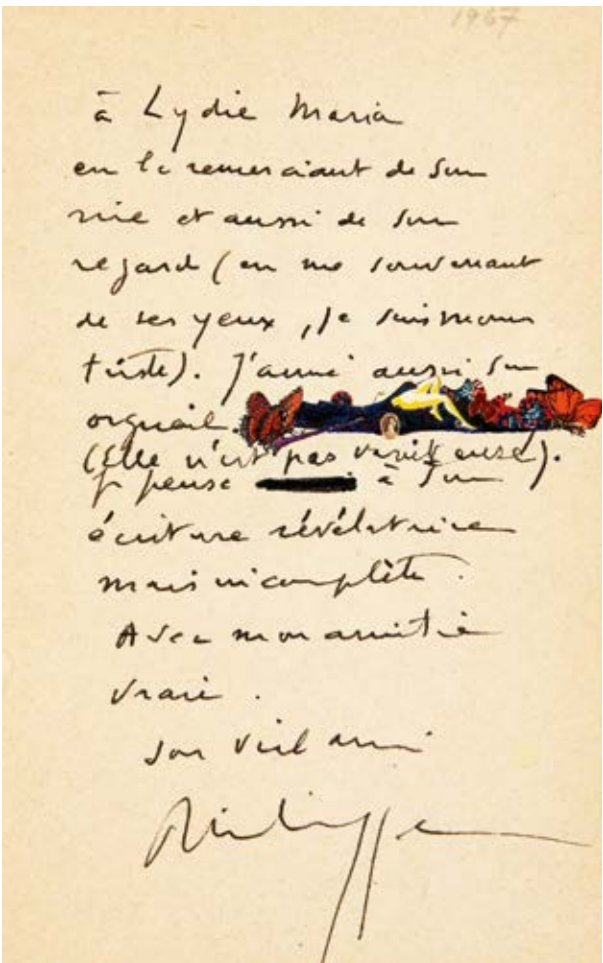 1967
à Lydie Maria
en la remerciant de son
rire et aussi de son
regard (en me souvenant
de ses yeux, je suis moins
triste). J'aime aussi son
orgueil.
(Elle n'est pas vaniteuse).
Je pense à son
écriture révélatrice
mais incomplète.
Avec mon amitié
vraie.
son vieil ami
Philippe